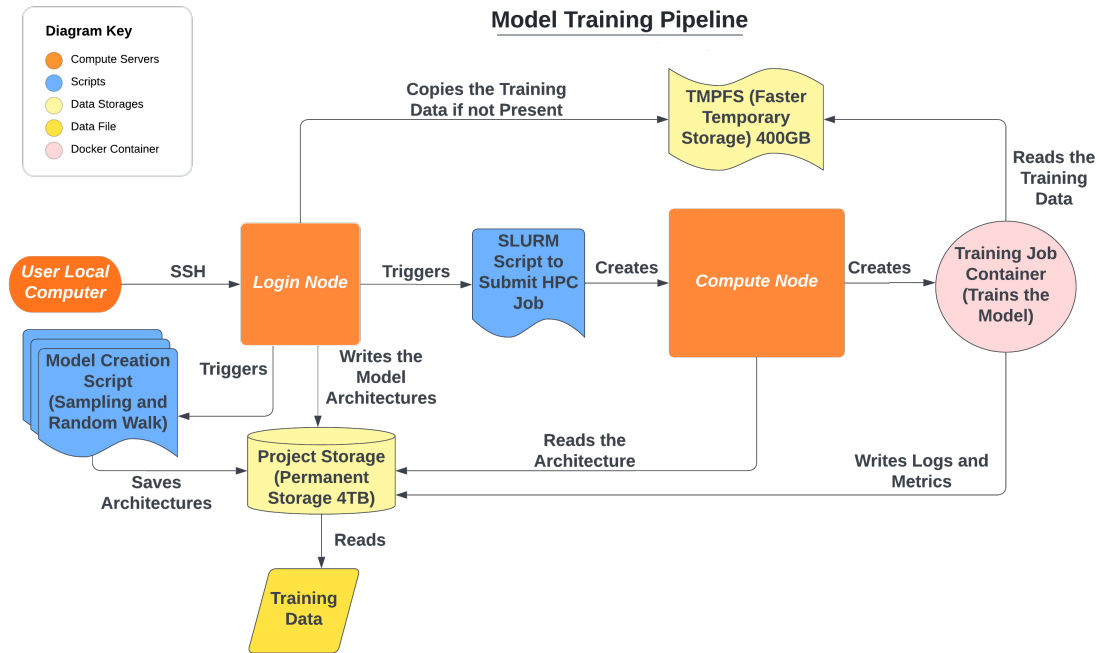 Model Training Pipeline
Diagram Key
Compute Servers
Scripts
Data Storages
Data File
Docker Container
Copies the Training
Data if not Present
TMPFS (Faster
Temporary
Storage) 400GB
Reads the
Training
Data
User Local
Computer
SSH
Login Node
Triggers
SLURM
Script to
Submit HPC
Job
Creates
Compute Node
Creates
Training Job
Container
(Trains the
Model)
Model Creation
Script
(Sampling and
Random Walk)
Triggers
Writes the
Model
Architectures
Saves
Architectures
Project Storage
(Permanent
Storage 4TB)
Reads the
Architecture
Writes Logs and
Metrics
Reads
Training
Data